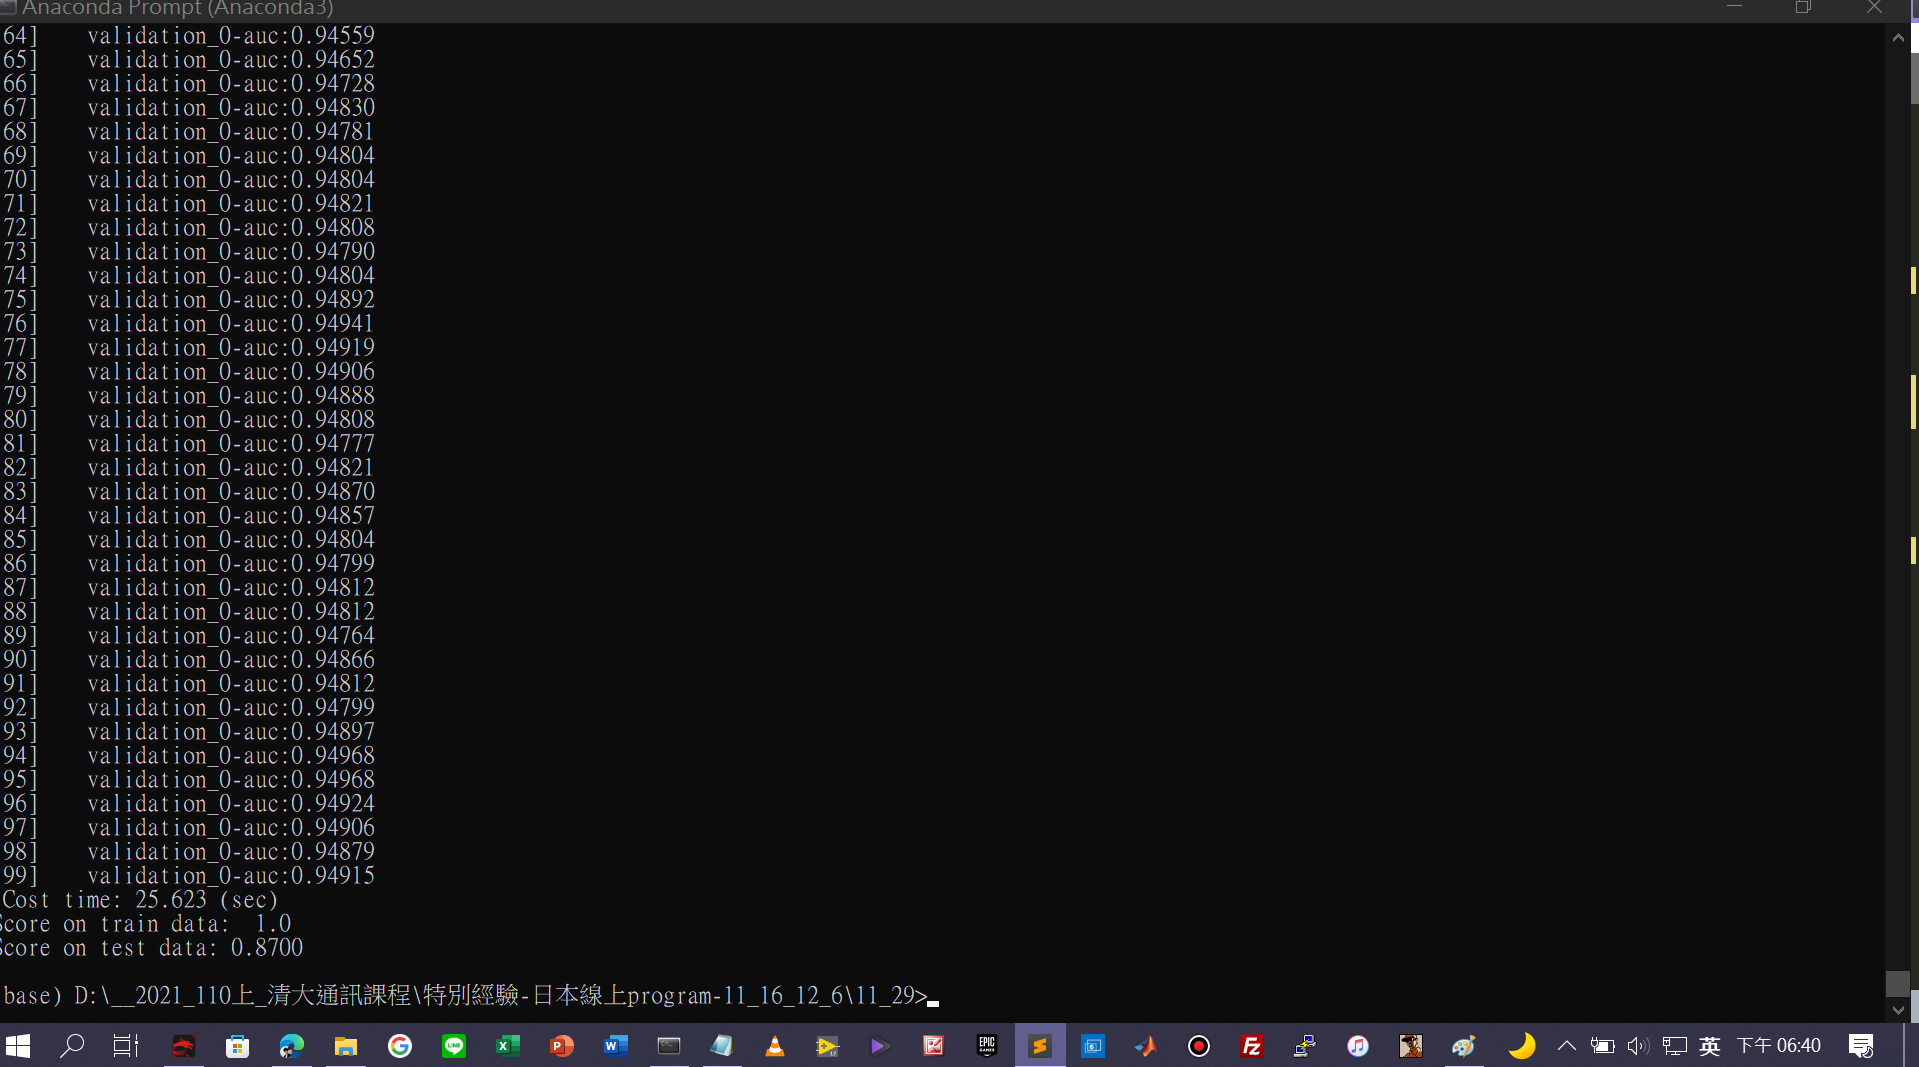 Anaconda Prompt (Anaconda3)
64] validation_0-auc:0.94559
65] validation_0-auc:0.94652
66] validation_0-auc:0.94728
67] validation_0-auc:0.94830
68] validation_0-auc:0.94781
69] validation_0-auc:0.94804
70] validation_0-auc:0.94804
71] validation_0-auc:0.94821
72] validation_0-auc:0.94808
73] validation_0-auc:0.94790
74] validation_0-auc:0.94804
75] validation_0-auc:0.94892
76] validation_0-auc:0.94941
77] validation_0-auc:0.94919
78] validation_0-auc:0.94906
79] validation_0-auc:0.94888
80] validation_0-auc:0.94808
81] validation_0-auc:0.94777
82] validation_0-auc:0.94821
83] validation_0-auc:0.94870
84] validation_0-auc:0.94857
85] validation_0-auc:0.94804
86] validation_0-auc:0.94799
87] validation_0-auc:0.94812
88] validation_0-auc:0.94812
89] validation_0-auc:0.94764
90] validation_0-auc:0.94866
91] validation_0-auc:0.94812
92] validation_0-auc:0.94799
93] validation_0-auc:0.94897
94] validation_0-auc:0.94968
95] validation_0-auc:0.94968
96] validation_0-auc:0.94924
97] validation_0-auc:0.94906
98] validation_0-auc:0.94879
99] validation_0-auc:0.94915
Cost time: 25.623 (sec)
Score on train data: 1.0
Score on test data: 0.8700
base) D:\__2021_110上_清大通訊課程\特別經驗-日本線上program-11_16_12_6\11_29>
英 下午 06:40